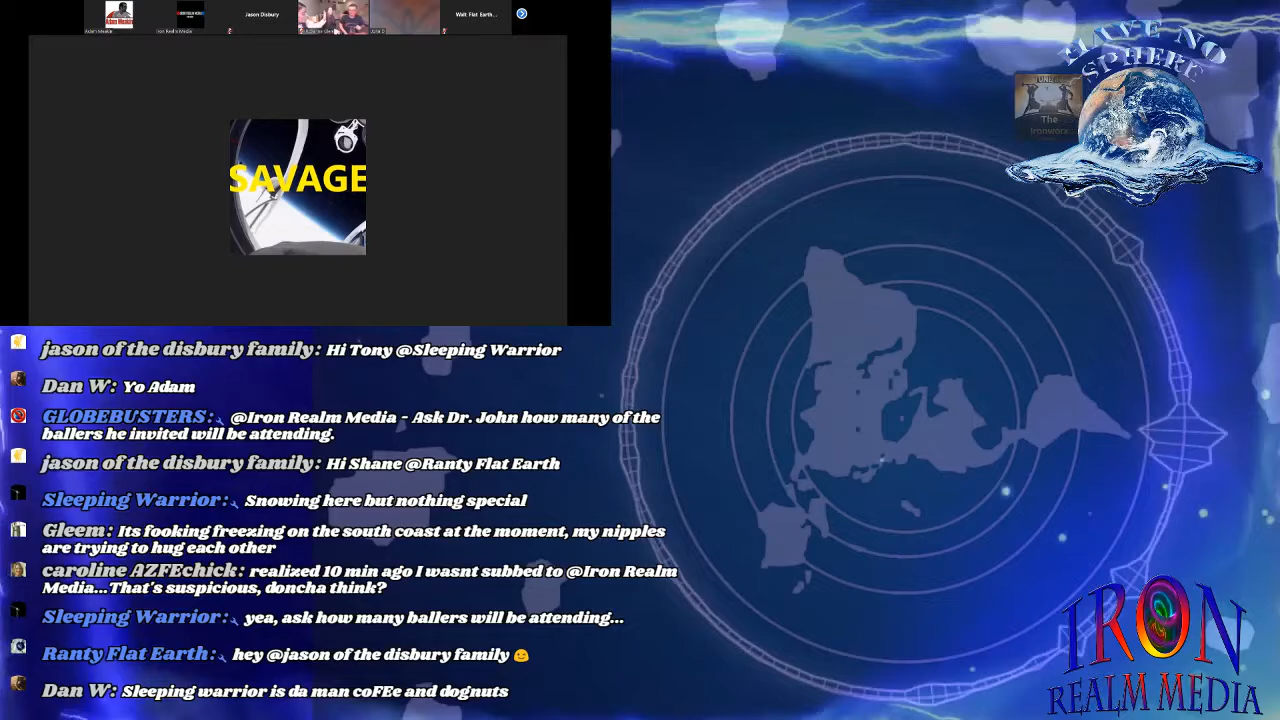 Adam Meakin
Jason Disbury
Walt Flat Earth...
Adam Meakin
Iron Realm Media
John D
SAVAGE
HAVE NO
SPHERE
The
Ironworx
jason of the disbury family: Hi Tony @Sleeping Warrior
Dan W: Yo Adam
GLOBEBUSTERS: @Iron Realm Media - Ask Dr. John how many of the
ballers he invited will be attending.
jason of the disbury family: Hi Shane @Ranty Flat Earth
Sleeping Warrior: Snowing here but nothing special
Gleem: Its fooking freezing on the south coast at the moment, my nipples
are trying to hug each other
caroline AZFEchick: realized 10 min ago I wasnt subbed to @Iron Realm
Media...That's suspicious, doncha think?
Sleeping Warrior: yea, ask how many ballers will be attending...
Ranty Flat Earth: hey @jason of the disbury family 😊
Dan W: Sleeping warrior is da man coFEe and dognuts
IRON
REALM MEDIA